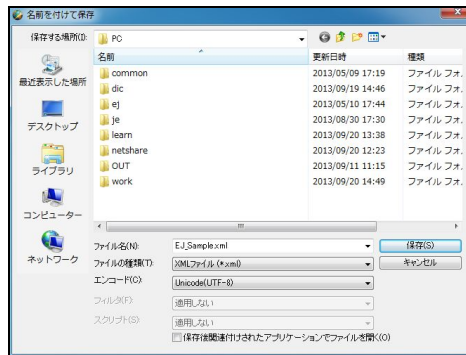 名前を付けて保存
保存する場所(I):
PC
名前
更新日時
種類
common
2013/05/09 17:19
ファイル フォ.
dic
2013/09/19 14:46
ファイル フォ.
ej
2013/05/10 17:44
ファイル フォ.
je
2013/08/30 17:30
ファイル フォ.
learn
2013/09/20 13:38
ファイル フォ.
netshare
2013/09/20 12:23
ファイル フォ.
OUT
2013/09/11 11:15
ファイル フォ.
work
2013/09/20 14:49
ファイル フォ.
最近表示した場所
デスクトップ
ライブラリ
コンピューター
ネットワーク
ファイル名(N):
EJ_Sample.xml
保存(S)
ファイルの種類(T):
XMLファイル (*.xml)
キャンセル
エンコード(C):
Unicode(UTF-8)
フィルタ(F):
適用しない
スクリプト(S):
適用しない
保存後関連付けされたアプリケーションでファイルを開く(O)